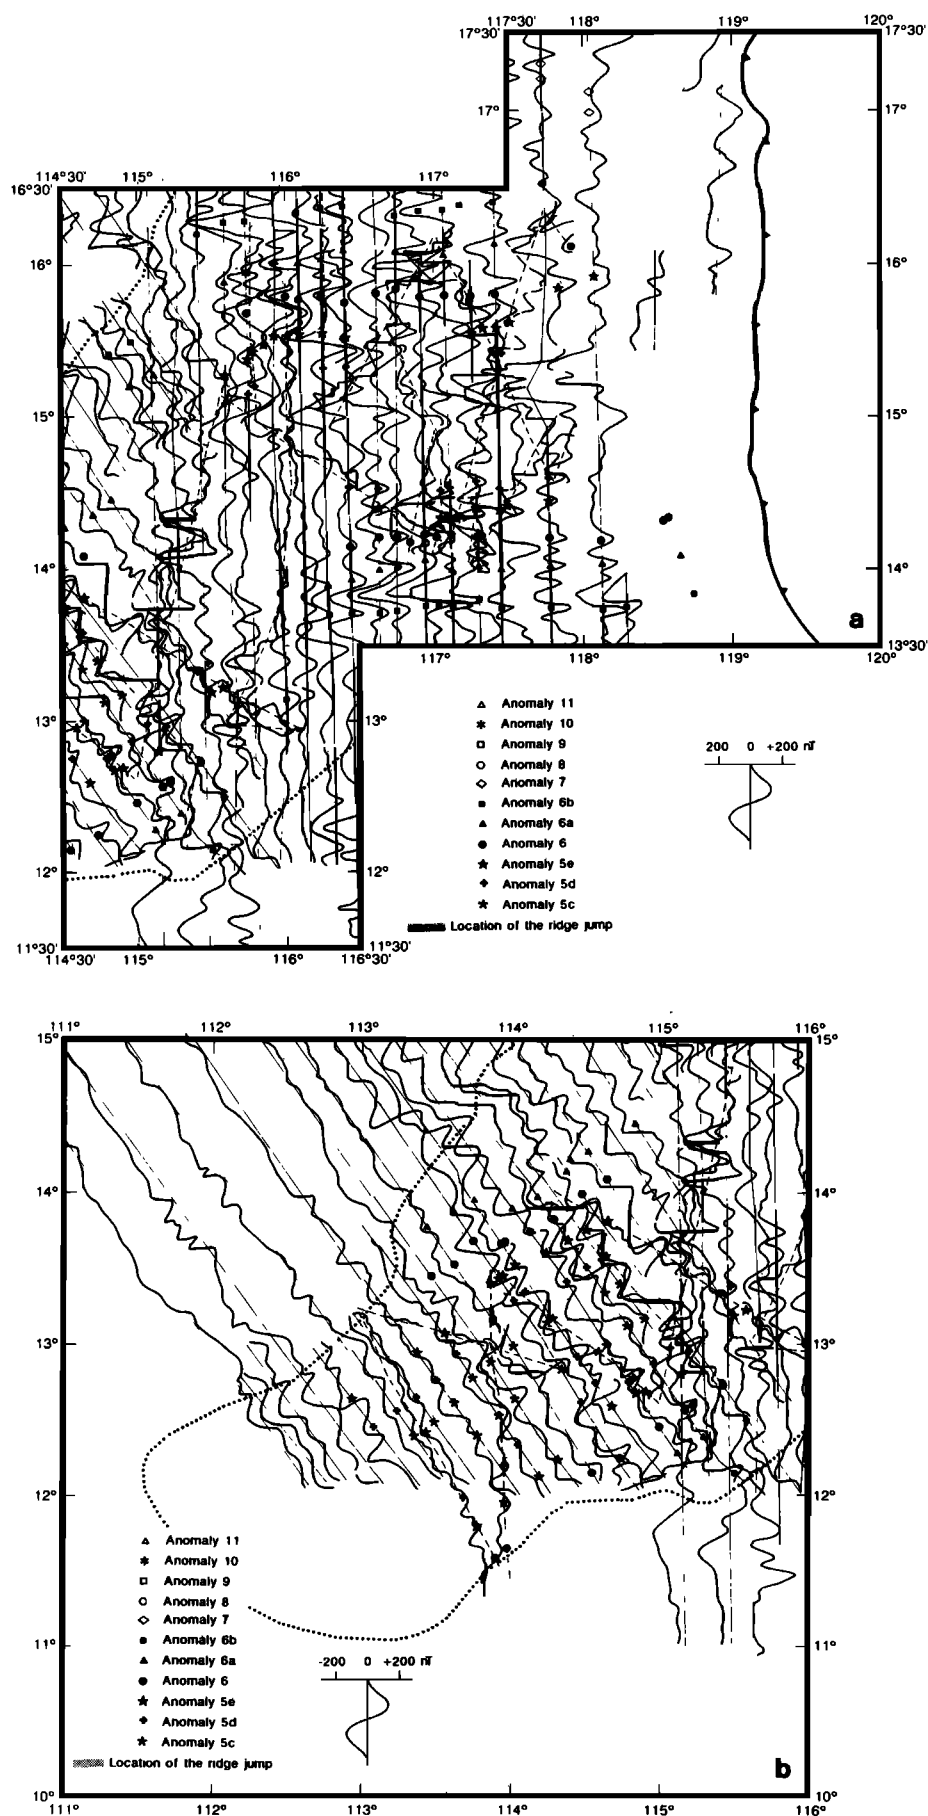 117°30' 118° 119° 120°
17°30' 17°30'
17° 17°
114°30' 115° 116° 117°
16°30'
16° 16°
15° 15°
14° 14°
a
13°30'
117° 118° 119° 120°
13° 13°
12° 12°
11°30' 11°30'
114°30' 115° 116° 116°30'
Anomaly 11
Anomaly 10
Anomaly 9
Anomaly 8
Anomaly 7
Anomaly 6b
Anomaly 6a
Anomaly 6
Anomaly 5e
Anomaly 5d
Anomaly 5c
Location of the ridge jump
200 0 +200 nT
111° 112° 113° 114° 115° 116°
15° 15°
14° 14°
13° 13°
12° 12°
11° 11°
10° 10°
Anomaly 11
Anomaly 10
Anomaly 9
Anomaly 8
Anomaly 7
Anomaly 6b
Anomaly 6a
Anomaly 6
Anomaly 5e
Anomaly 5d
Anomaly 5c
Location of the ridge jump
-200 0 +200 nT
b
111° 112° 113° 114° 115° 116°